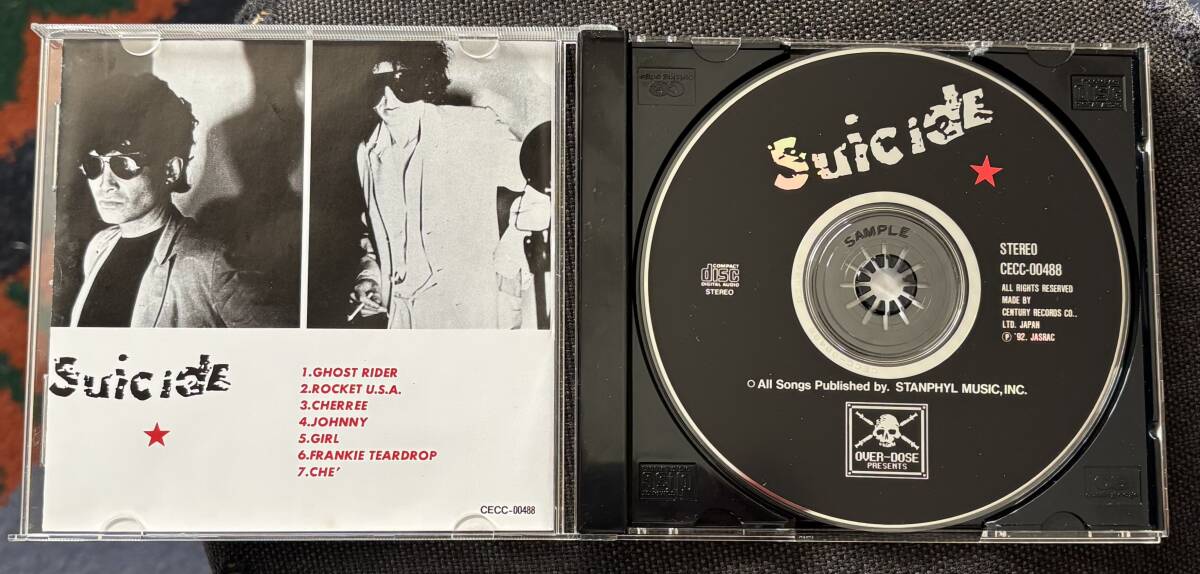 Suicide
1.GHOST RIDER
2.ROCKET U.S.A.
3.CHERREE
4.JOHNNY
5.GIRL
6.FRANKIE TEARDROP
7.CHE'
CECC-00488
Suicide
SAMPLE
COMPACT
disc
DIGITAL AUDIO
STEREO
STEREO
CECC-00488
ALL RIGHTS RESERVED
MADE BY
CENTURY RECORDS CO.,
LTD. JAPAN
Ⓟ '92. JASRAC
All Songs Published by. STANPHYL MUSIC,INC.
OVER-DOSE
PRESENTS